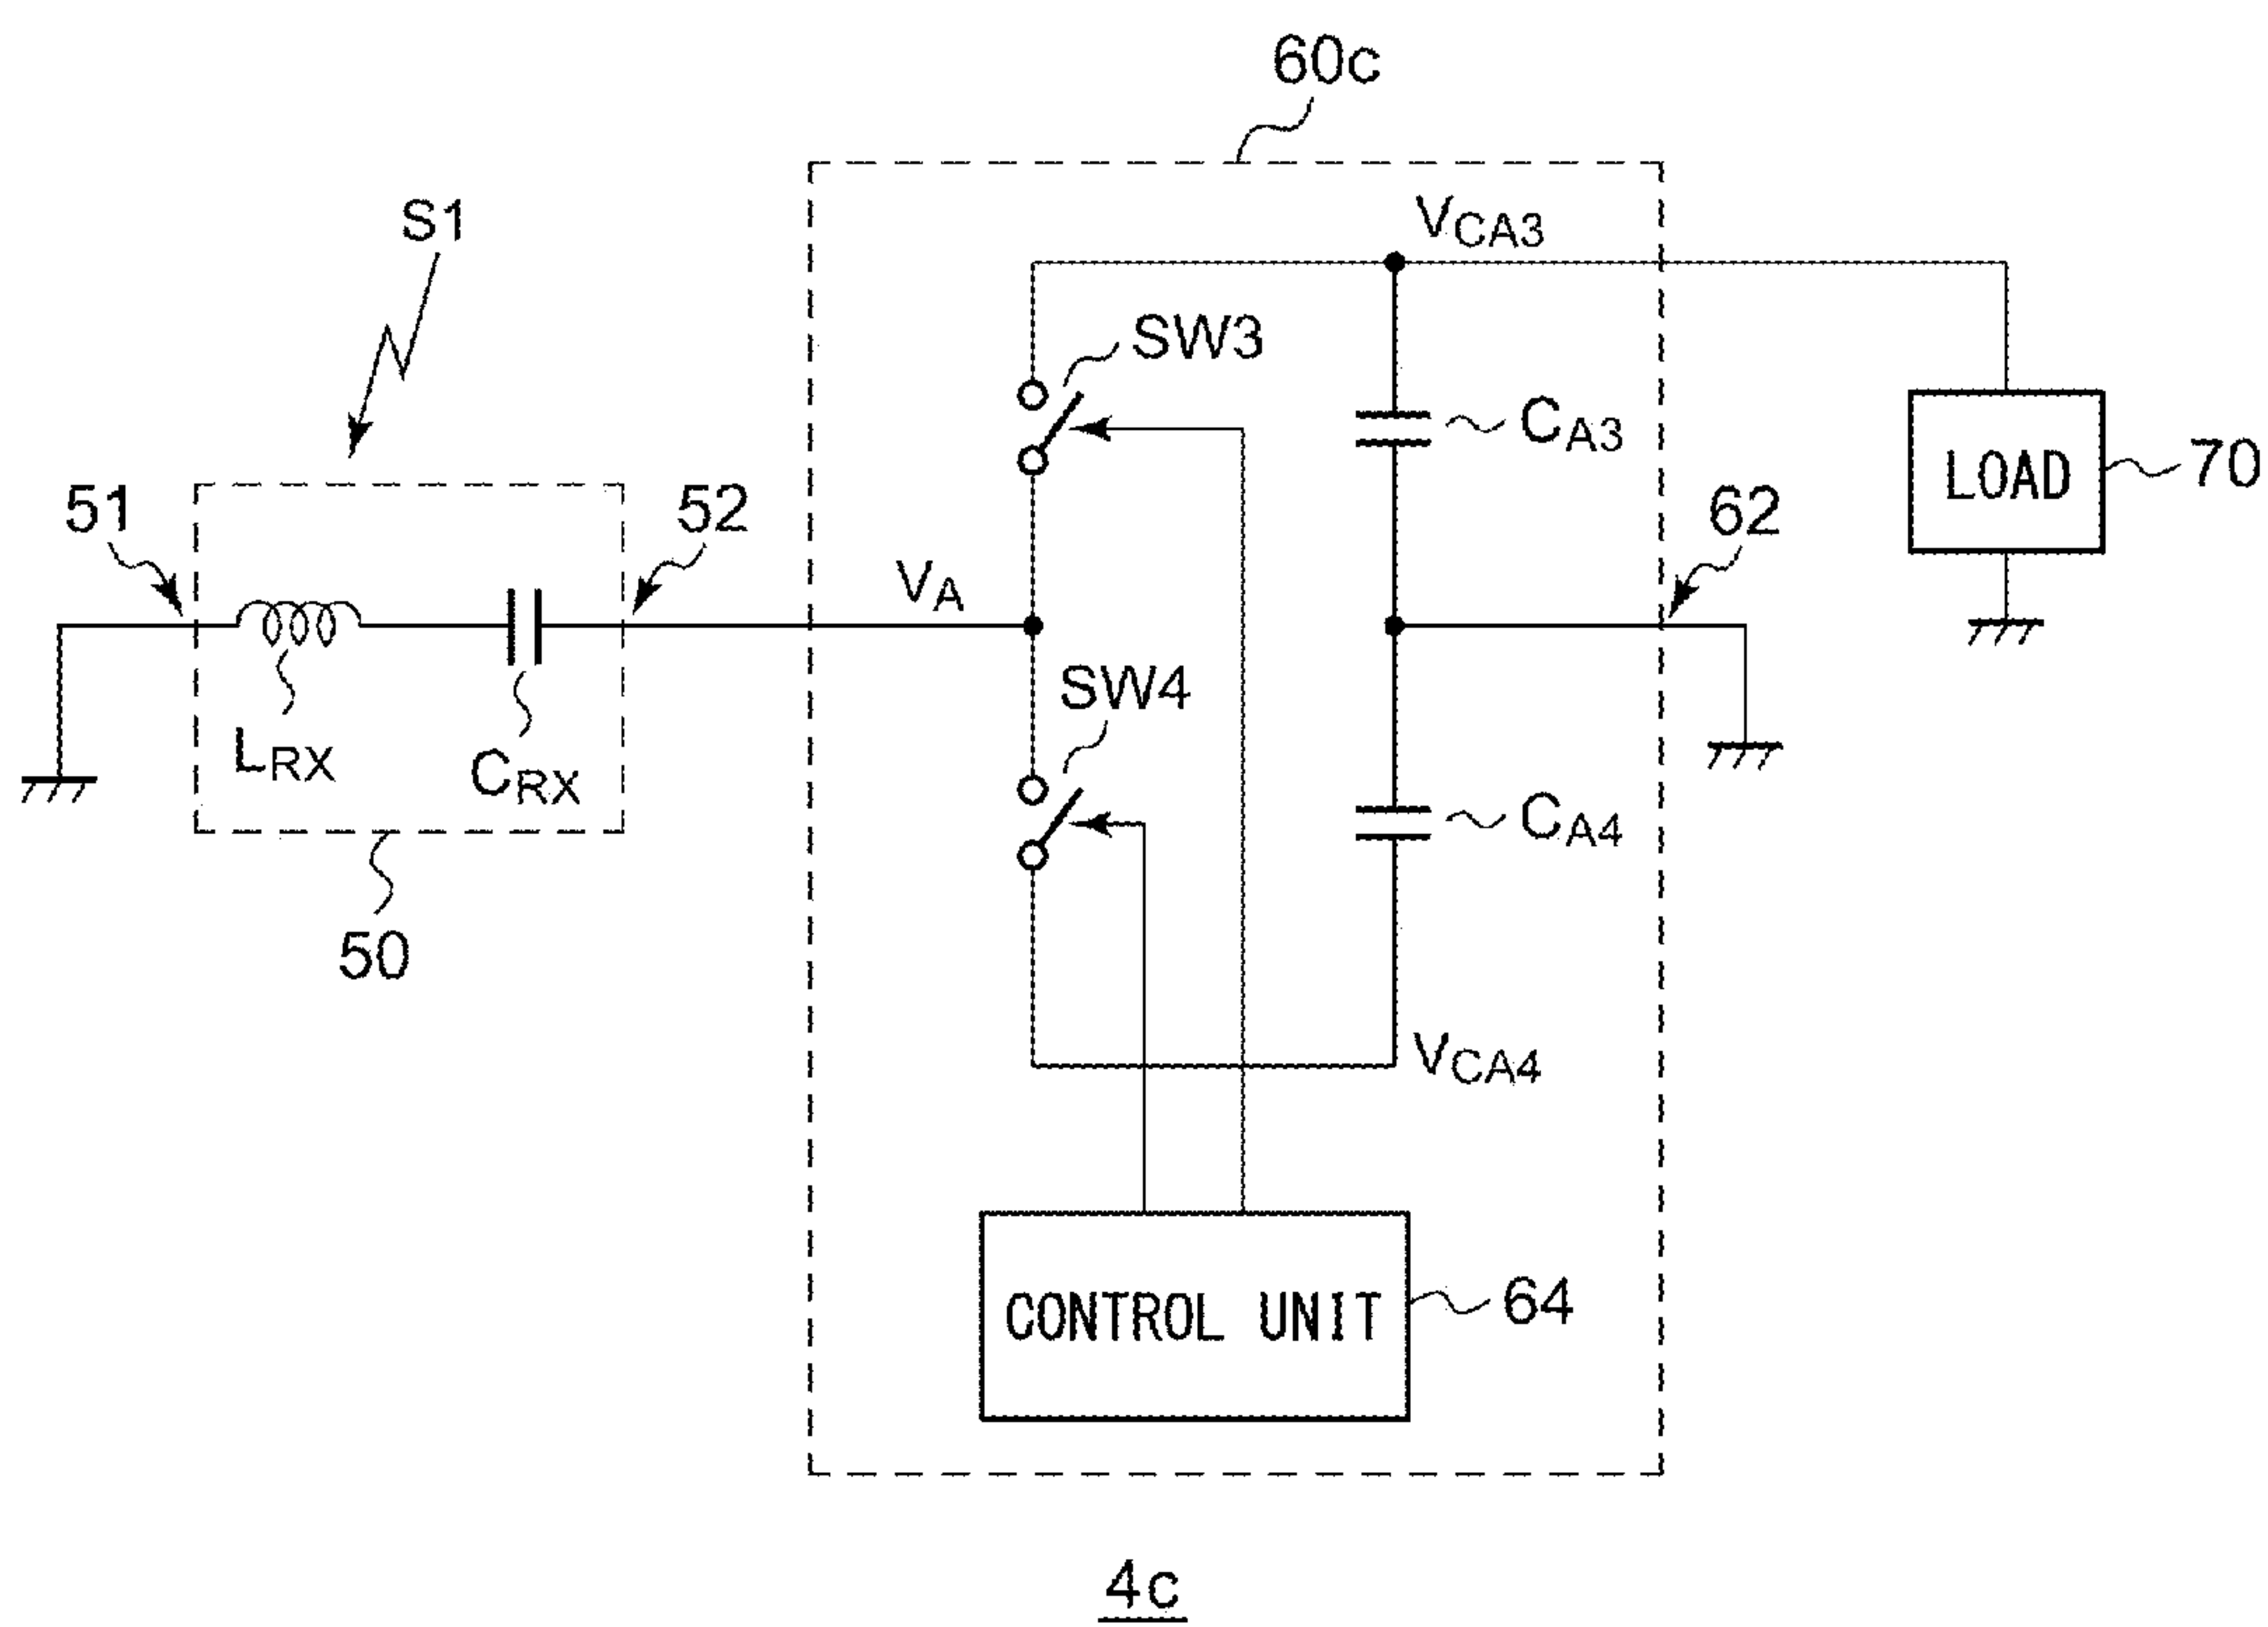 60c
S1
VCA3
SW3
CA3
LOAD
70
51
52
62
VA
SW4
LRX
CRX
CA4
50
VCA4
CONTROL UNIT
64
4c